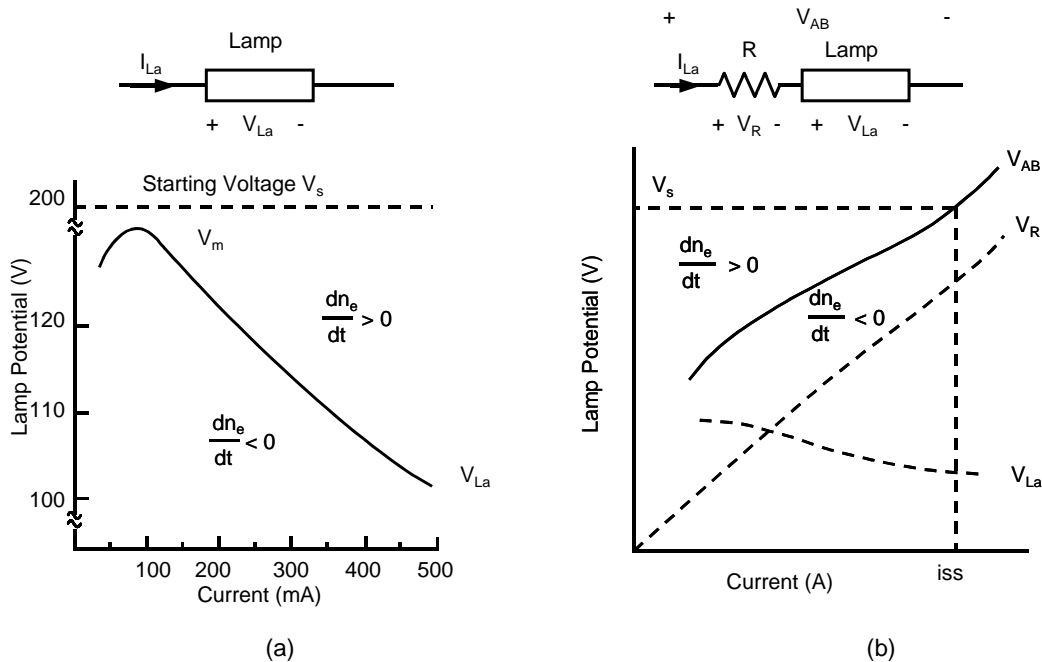 Lamp
I_La
+ V_La -
Starting Voltage V_s
200
V_m
120
110
100
dn_e/dt > 0
dn_e/dt < 0
V_La
Lamp Potential (V)
100 200 300 400 500
Current (mA)
(a)
+ V_AB -
R Lamp
I_La
+ V_R - + V_La -
V_AB
V_s
V_R
dn_e/dt > 0
dn_e/dt < 0
V_La
Lamp Potential (V)
Current (A) iss
(b)